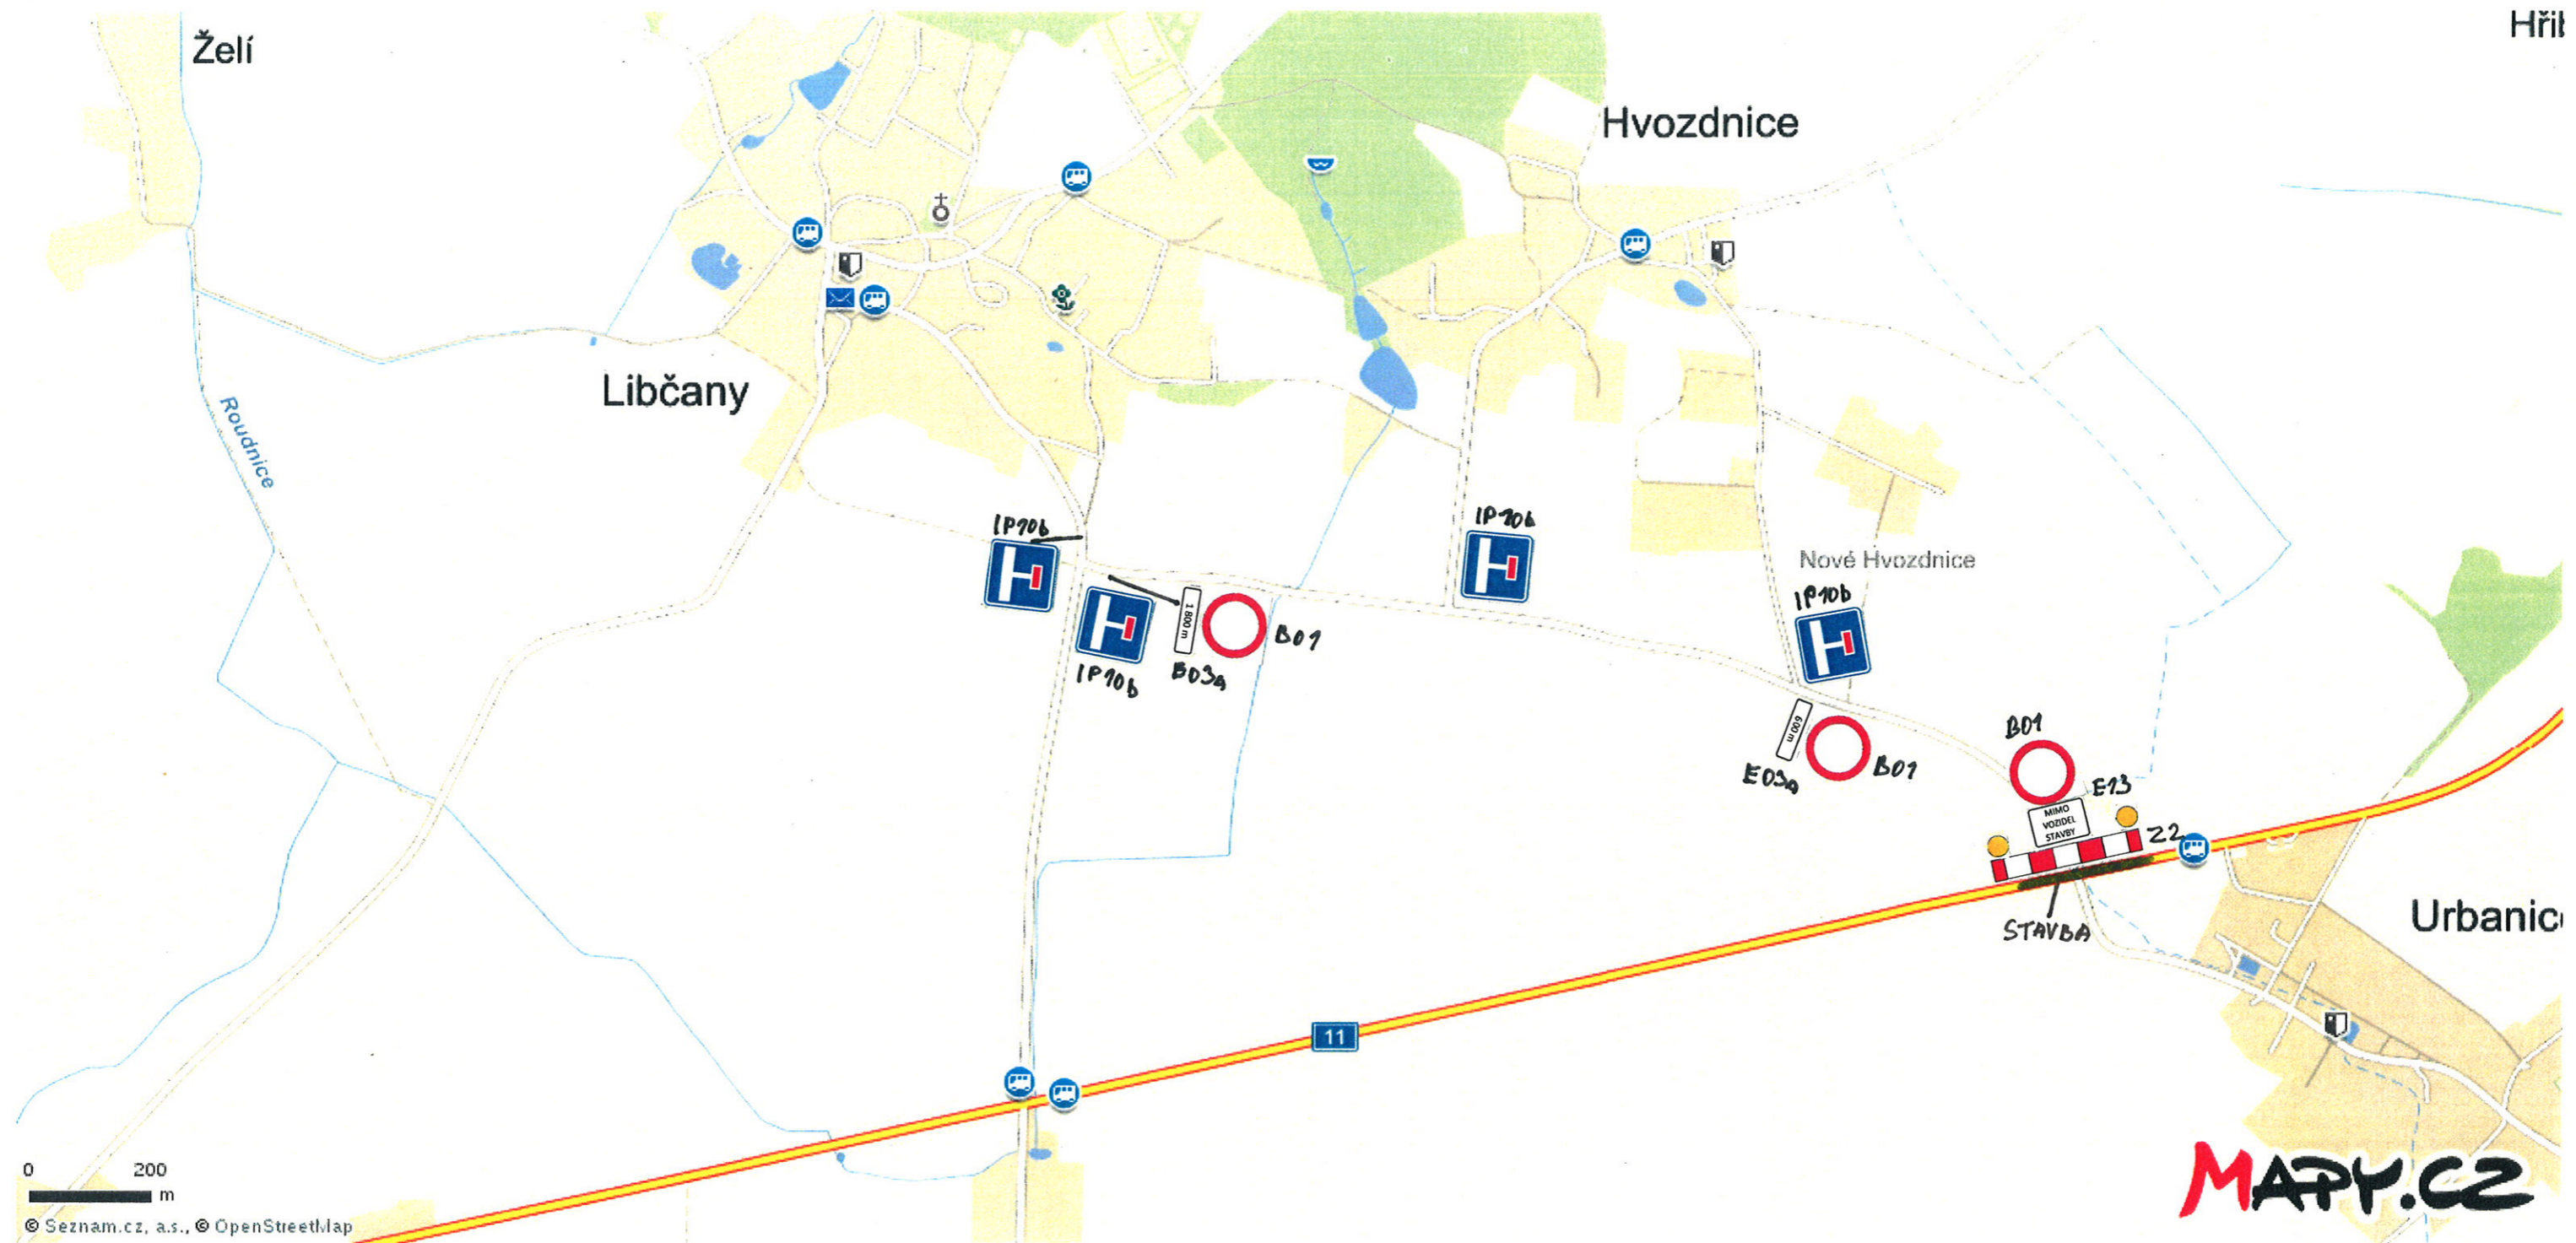 Želí
Hřib
Hvozdnice
Libčany
Roudnice
IP10b
IP10b
Nové Hvozdnice
IP10b
1 800 m
B01
IP10b
B03a
600 m
E03a
B01
B01
E13
MIMO
VOZIDEL
STAVBY
Z2
STAVBA
Urbanic
11
0 200
m
© Seznam.cz, a.s., © OpenStreetMap
MAPY.CZ